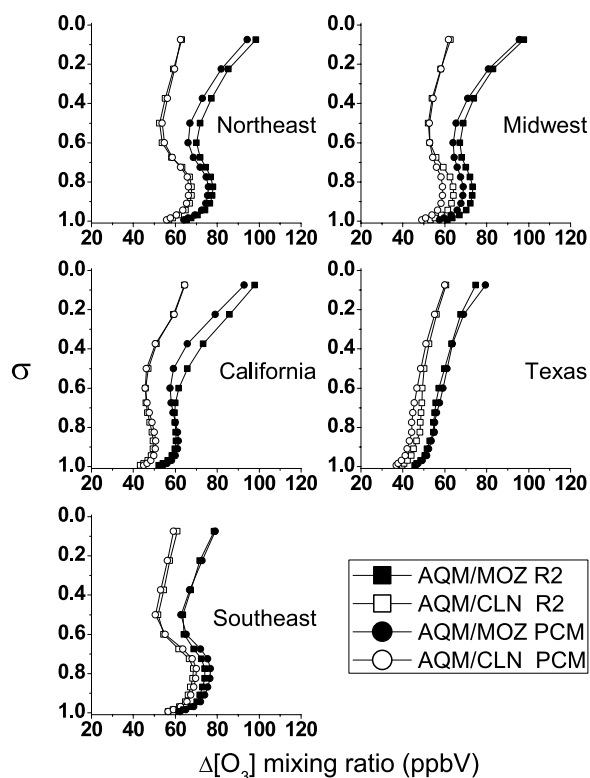 0.0
0.2
0.4
0.6
0.8
1.0
Northeast
20 40 60 80 100 120
0.0
0.2
0.4
0.6
0.8
1.0
Midwest
20 40 60 80 100 120
0.0
0.2
0.4
0.6
0.8
1.0
California
20 40 60 80 100 120
0.0
0.2
0.4
0.6
0.8
1.0
Texas
20 40 60 80 100 120
σ
0.0
0.2
0.4
0.6
0.8
1.0
Southeast
20 40 60 80 100 120
AQM/MOZ R2
AQM/CLN R2
AQM/MOZ PCM
AQM/CLN PCM
Δ[O₃] mixing ratio (ppbV)